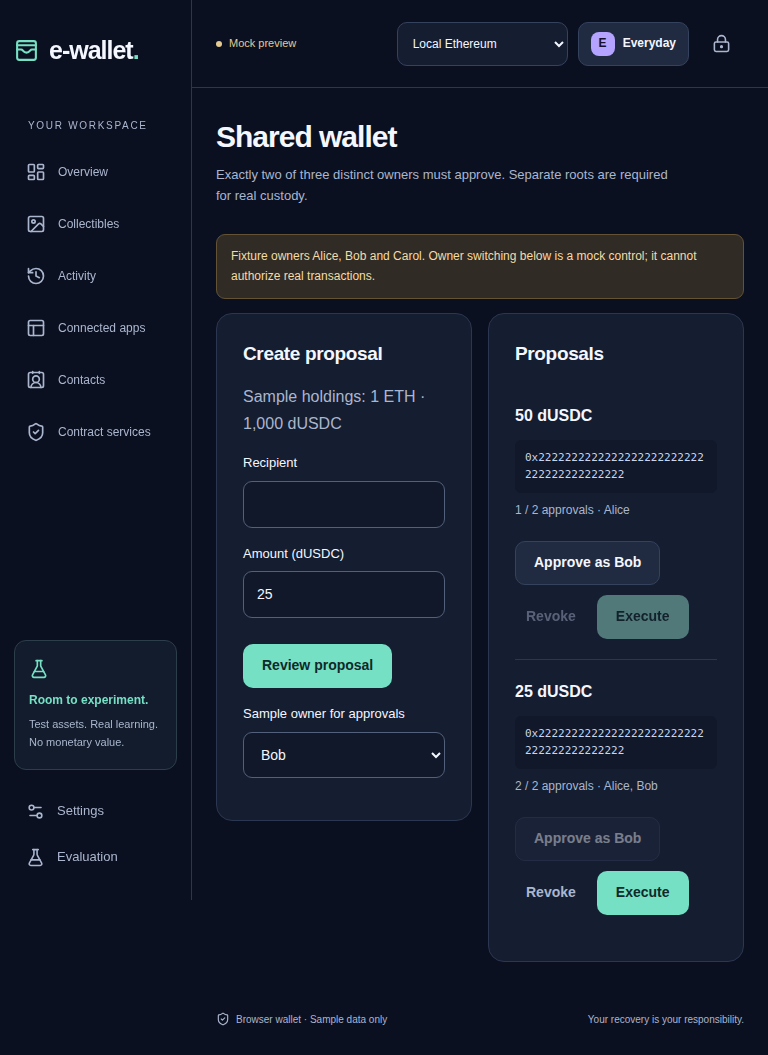 e-wallet.
Mock preview
Local Ethereum
E
Everyday
YOUR WORKSPACE
Overview
Collectibles
Activity
Connected apps
Contacts
Contract services
Room to experiment.
Test assets. Real learning.
No monetary value.
Settings
Evaluation
Shared wallet
Exactly two of three distinct owners must approve. Separate roots are required
for real custody.
Fixture owners Alice, Bob and Carol. Owner switching below is a mock control; it cannot
authorize real transactions.
Create proposal
Sample holdings: 1 ETH ·
1,000 dUSDC
Recipient
Amount (dUSDC)
25
Review proposal
Sample owner for approvals
Bob
Proposals
50 dUSDC
0x2222222222222222222222222
222222222222222
1 / 2 approvals · Alice
Approve as Bob
Revoke
Execute
25 dUSDC
0x2222222222222222222222222
222222222222222
2 / 2 approvals · Alice, Bob
Approve as Bob
Revoke
Execute
Browser wallet · Sample data only
Your recovery is your responsibility.